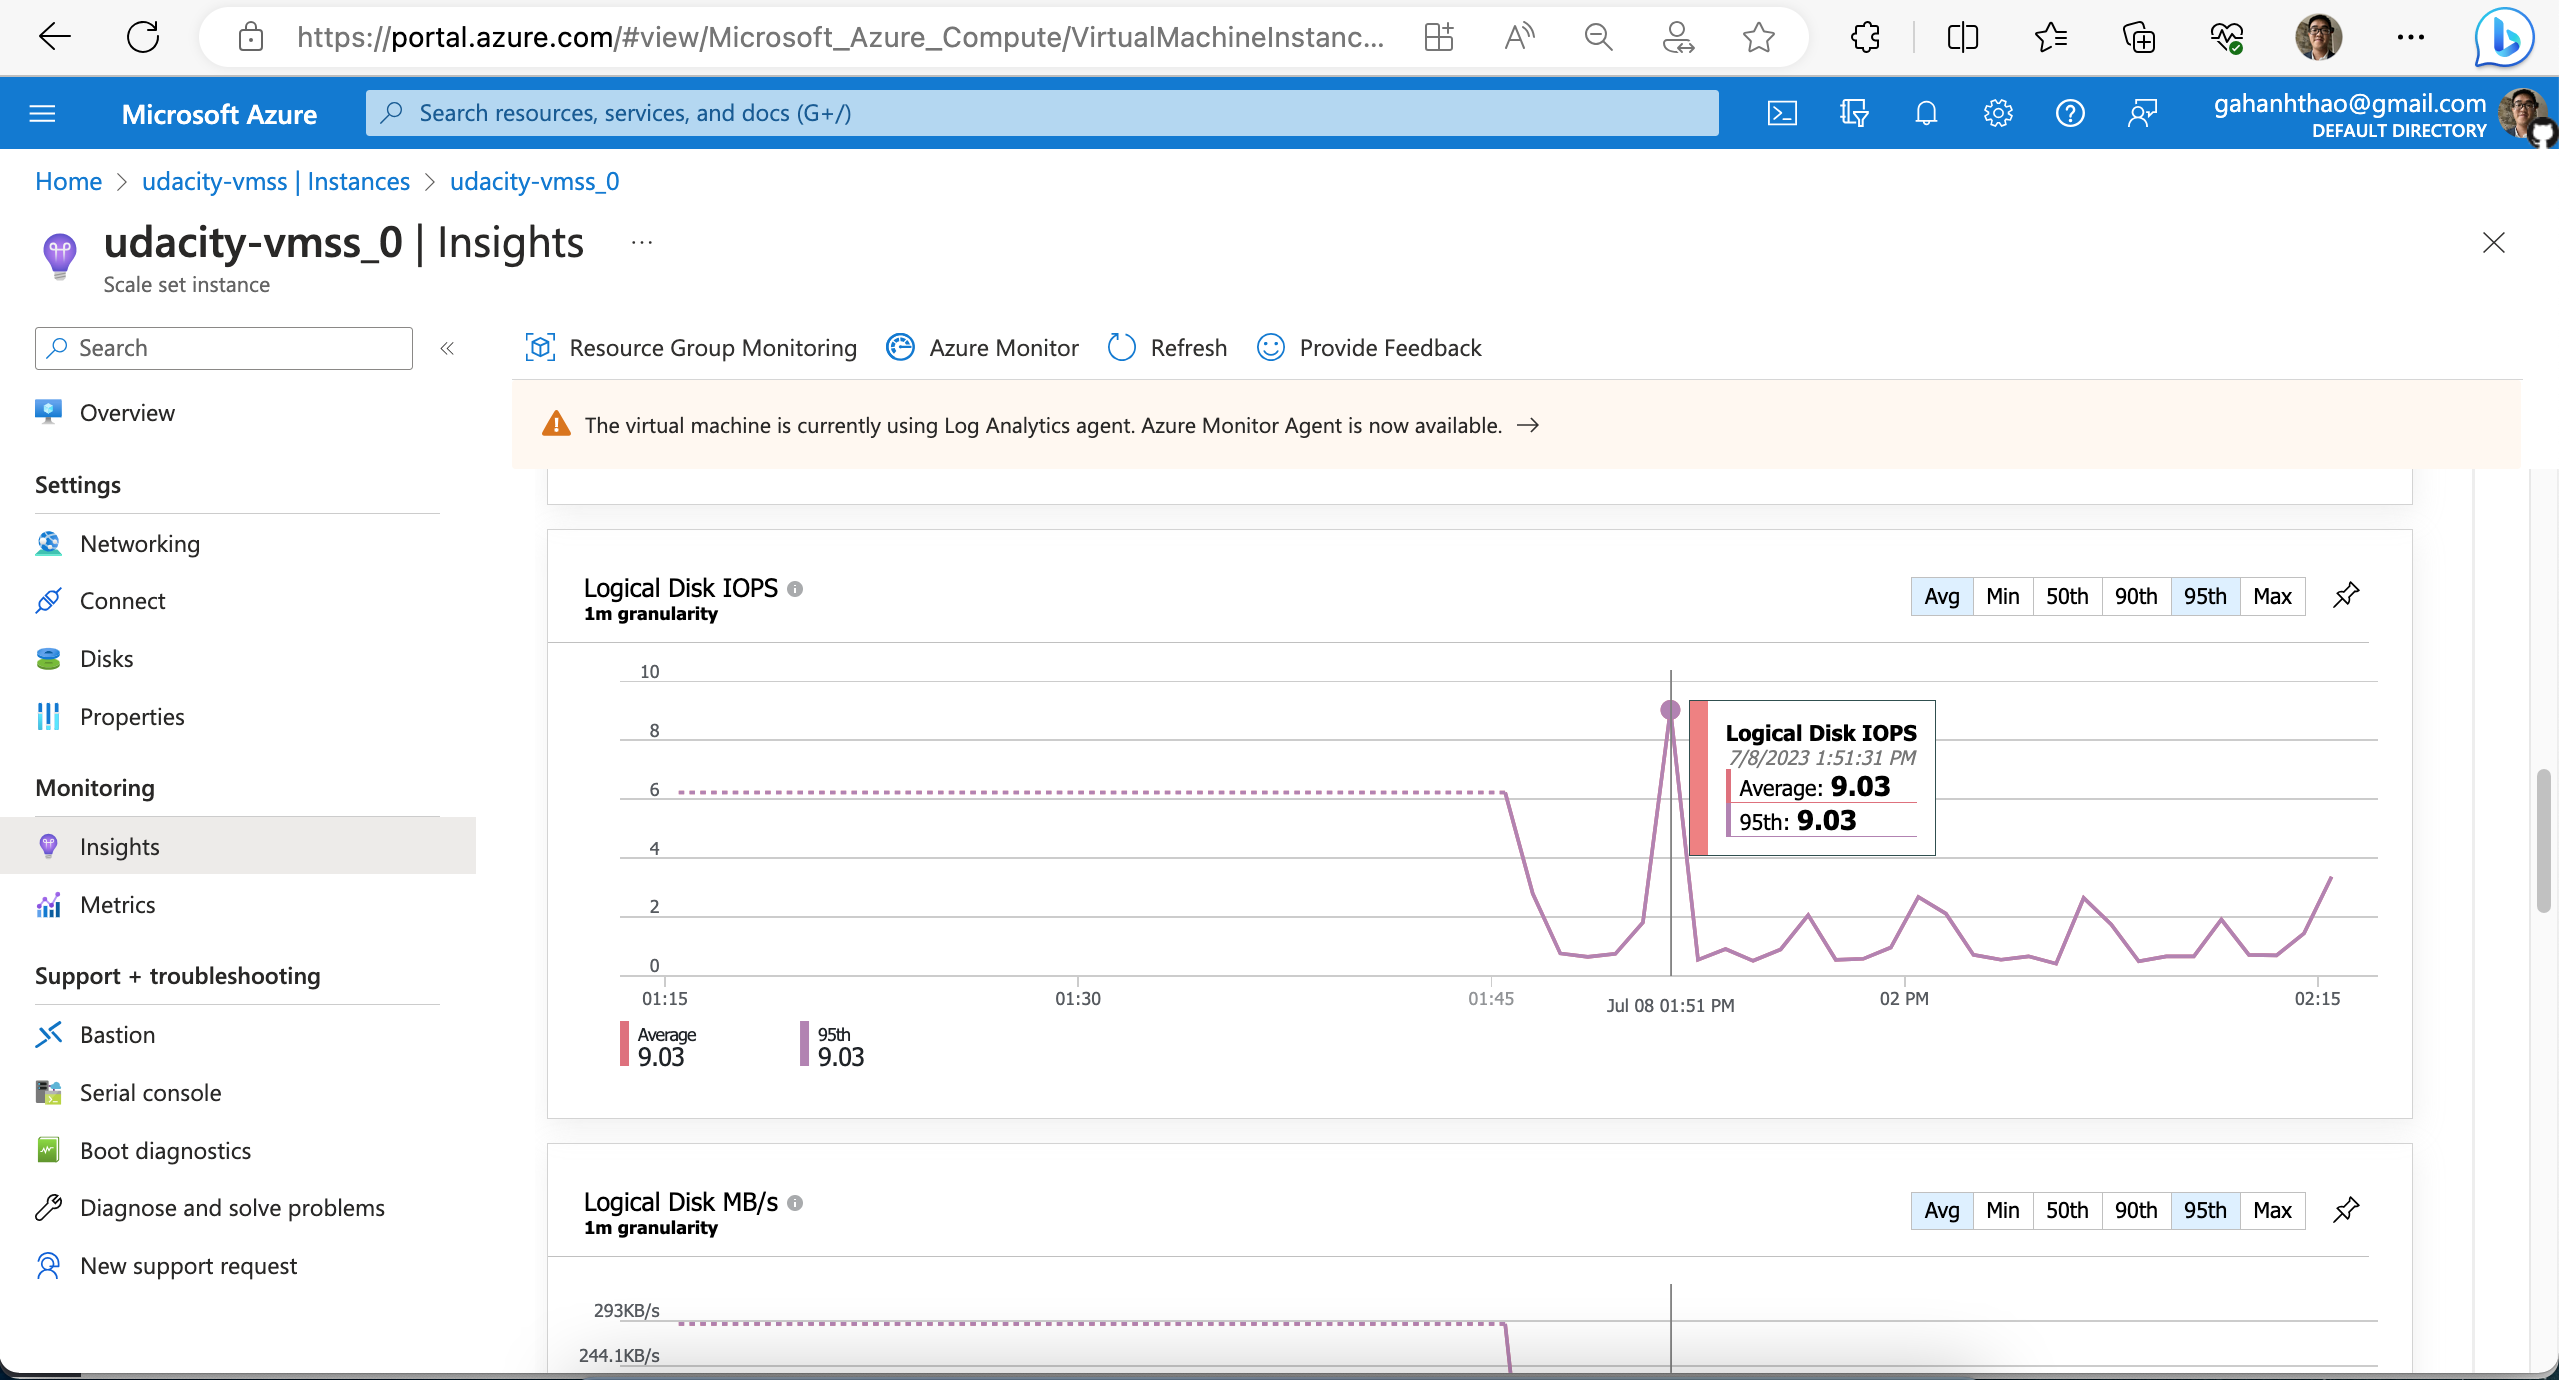 https://portal.azure.com/#view/Microsoft_Azure_Compute/VirtualMachineInstanc...
Microsoft Azure
Search resources, services, and docs (G+/)
gahanhthao@gmail.com
DEFAULT DIRECTORY
Home > udacity-vmss | Instances > udacity-vmss_0
udacity-vmss_0 | Insights ...
Scale set instance
Search
«
Overview
Settings
Networking
Connect
Disks
Properties
Monitoring
Insights
Metrics
Support + troubleshooting
Bastion
Serial console
Boot diagnostics
Diagnose and solve problems
New support request
Resource Group Monitoring
Azure Monitor
Refresh
Provide Feedback
The virtual machine is currently using Log Analytics agent. Azure Monitor Agent is now available. →
Logical Disk IOPS
1m granularity
Avg Min 50th 90th 95th Max
10
8
6
4
2
0
Logical Disk IOPS
7/8/2023 1:51:31 PM
Average: 9.03
95th: 9.03
01:15 01:30 01:45 Jul 08 01:51 PM 02 PM 02:15
Average
9.03
95th
9.03
Logical Disk MB/s
1m granularity
Avg Min 50th 90th 95th Max
293KB/s
244.1KB/s